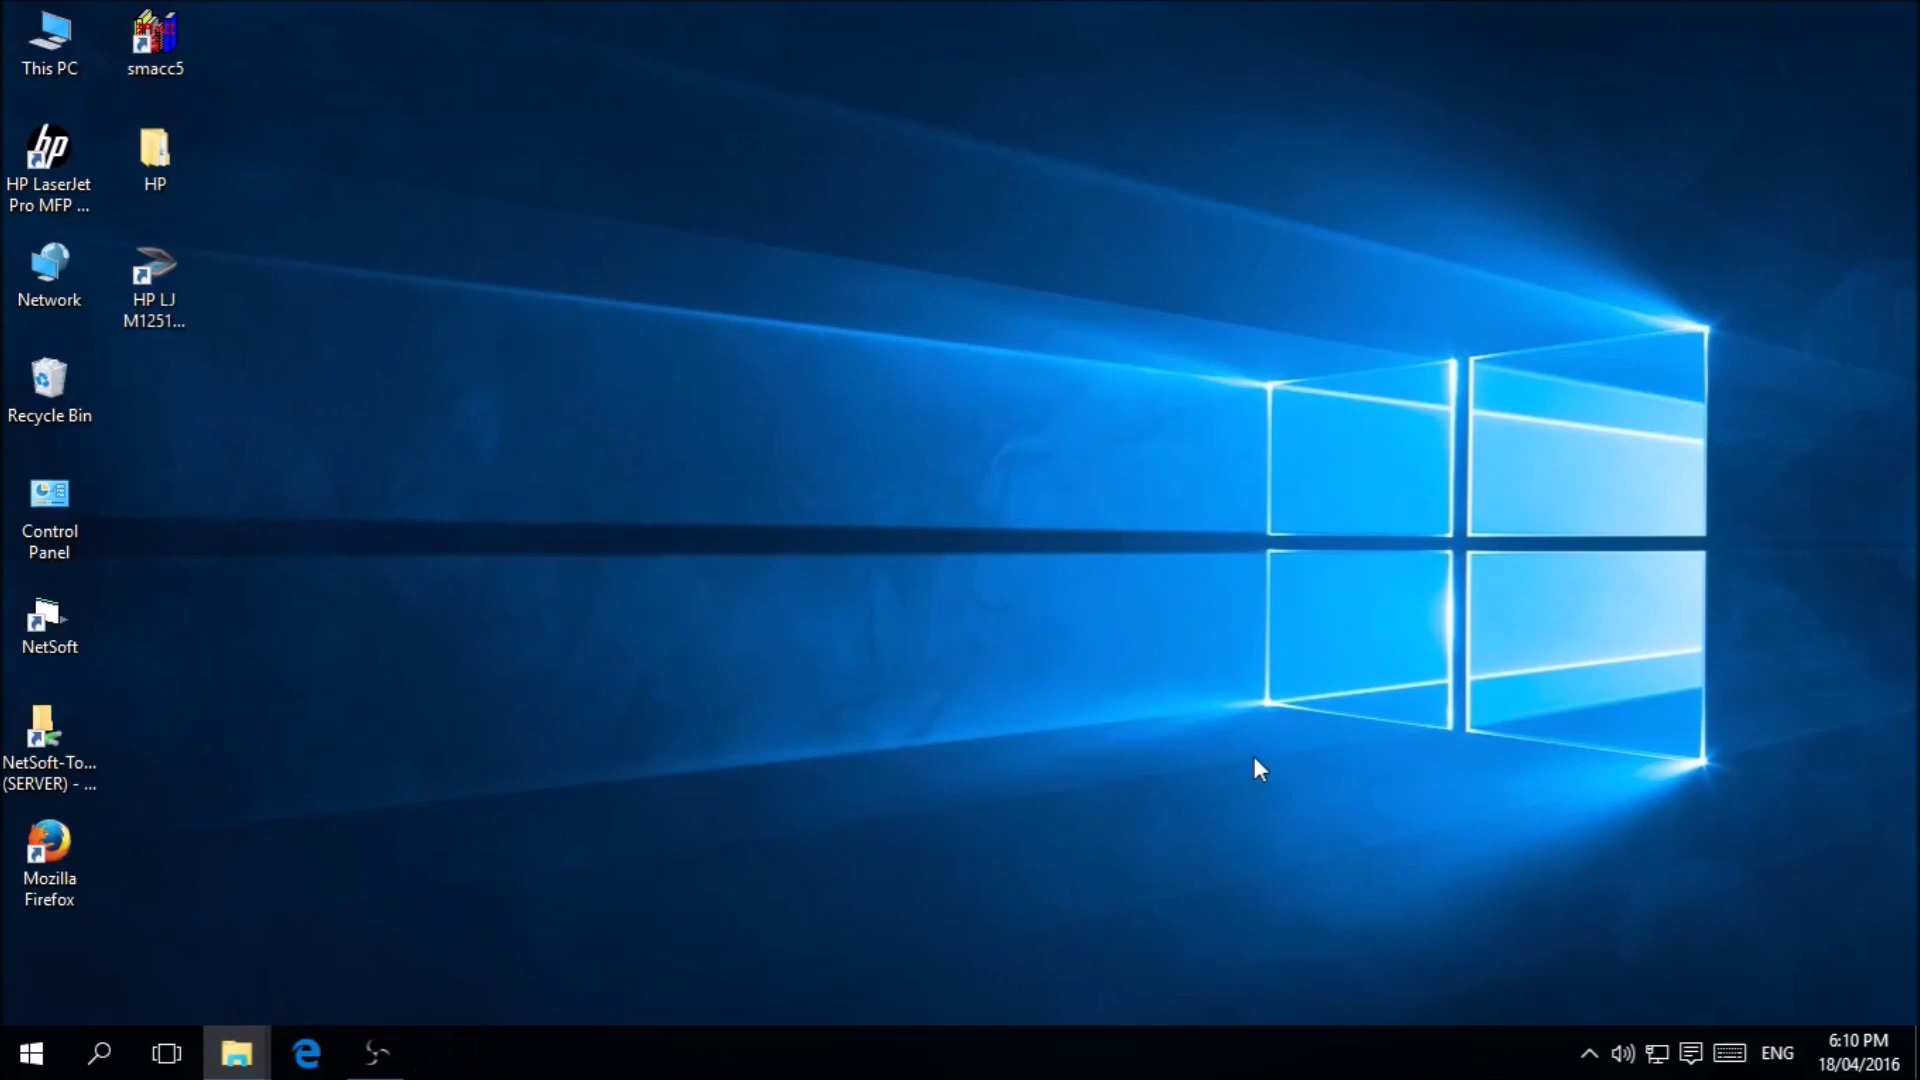 This PC
smacc5
hp
HP LaserJet
Pro MFP ...
HP
Network
HP LJ
M1251...
Recycle Bin
Control
Panel
NetSoft
NetSoft-To...
(SERVER) - ...
Mozilla
Firefox
ENG
6:10 PM
18/04/2016